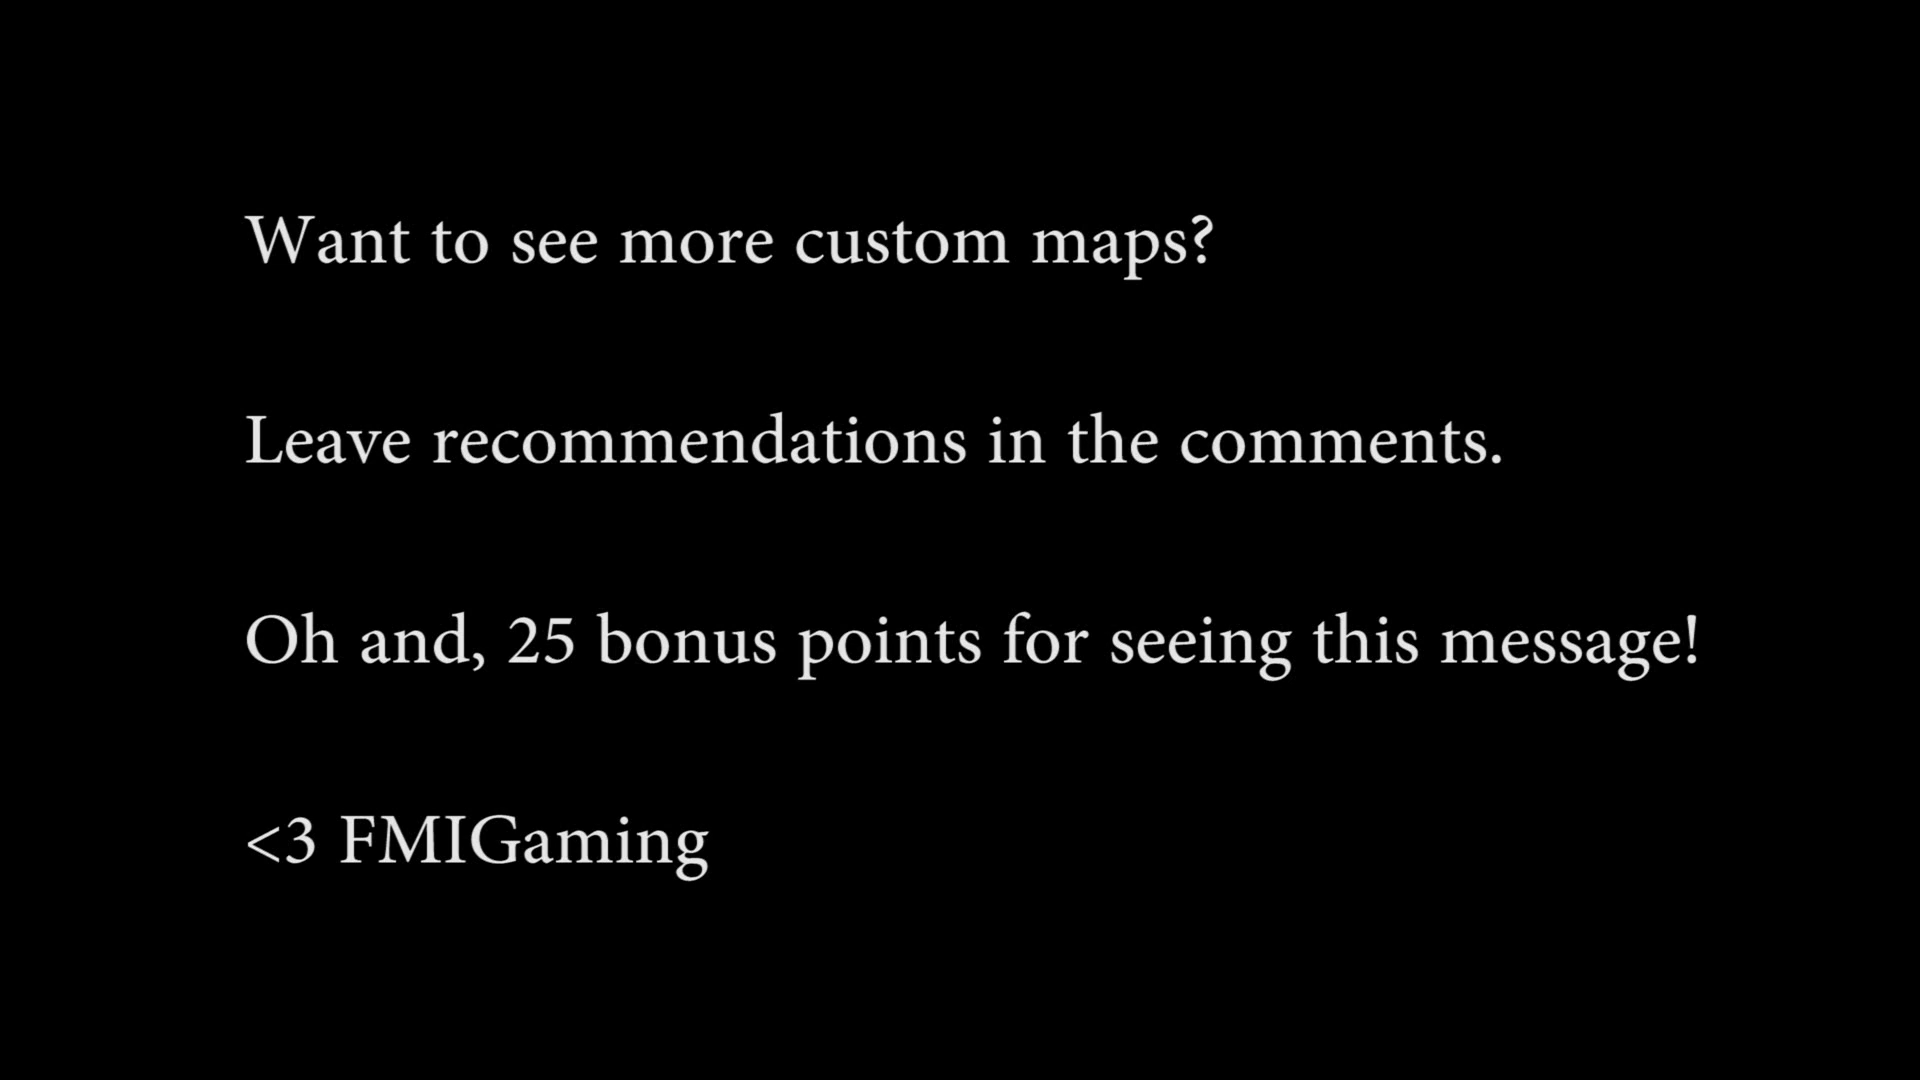 Want to see more custom maps?
Leave recommendations in the comments.
Oh and, 25 bonus points for seeing this message!
<3 FMIGaming